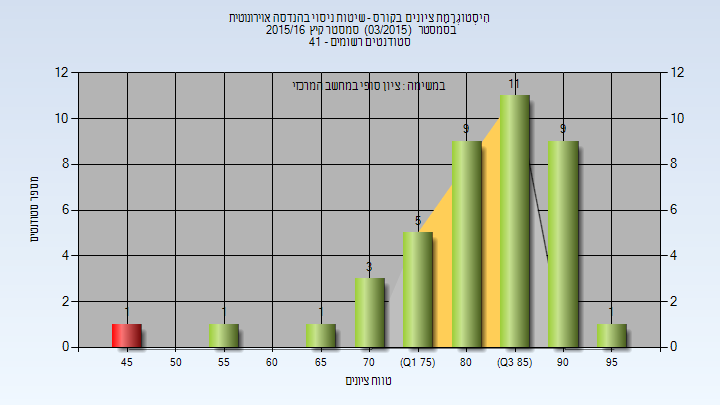 היסטוגרמת ציונים בקורס - שיטות ניסוי בהנדסה אוירונוטית
בסמסטר (03/2015) סמסטר קיץ 2015/16
סטודנטים רשומים - 41
במשימה : ציון סופי במחשב המרכזי
12 12
10 10
8 8
6 6
4 4
2 2
0 0
1 1 1 3 5 9 11 9 1
מספר סטודנטים
45 50 55 60 65 70 (Q1 75) 80 (Q3 85) 90 95
טווח ציונים